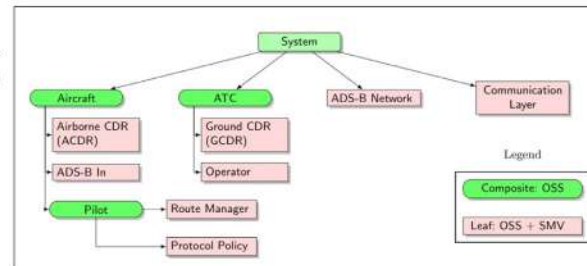 System
Aircraft
ATC
ADS-B Network
Communication
Layer
Airborne CDR
(ACDR)
Ground CDR
(GCDR)
ADS-B In
Operator
Pilot
Route Manager
Protocol Policy
Legend
Composite: OSS
Leaf: OSS + SMV